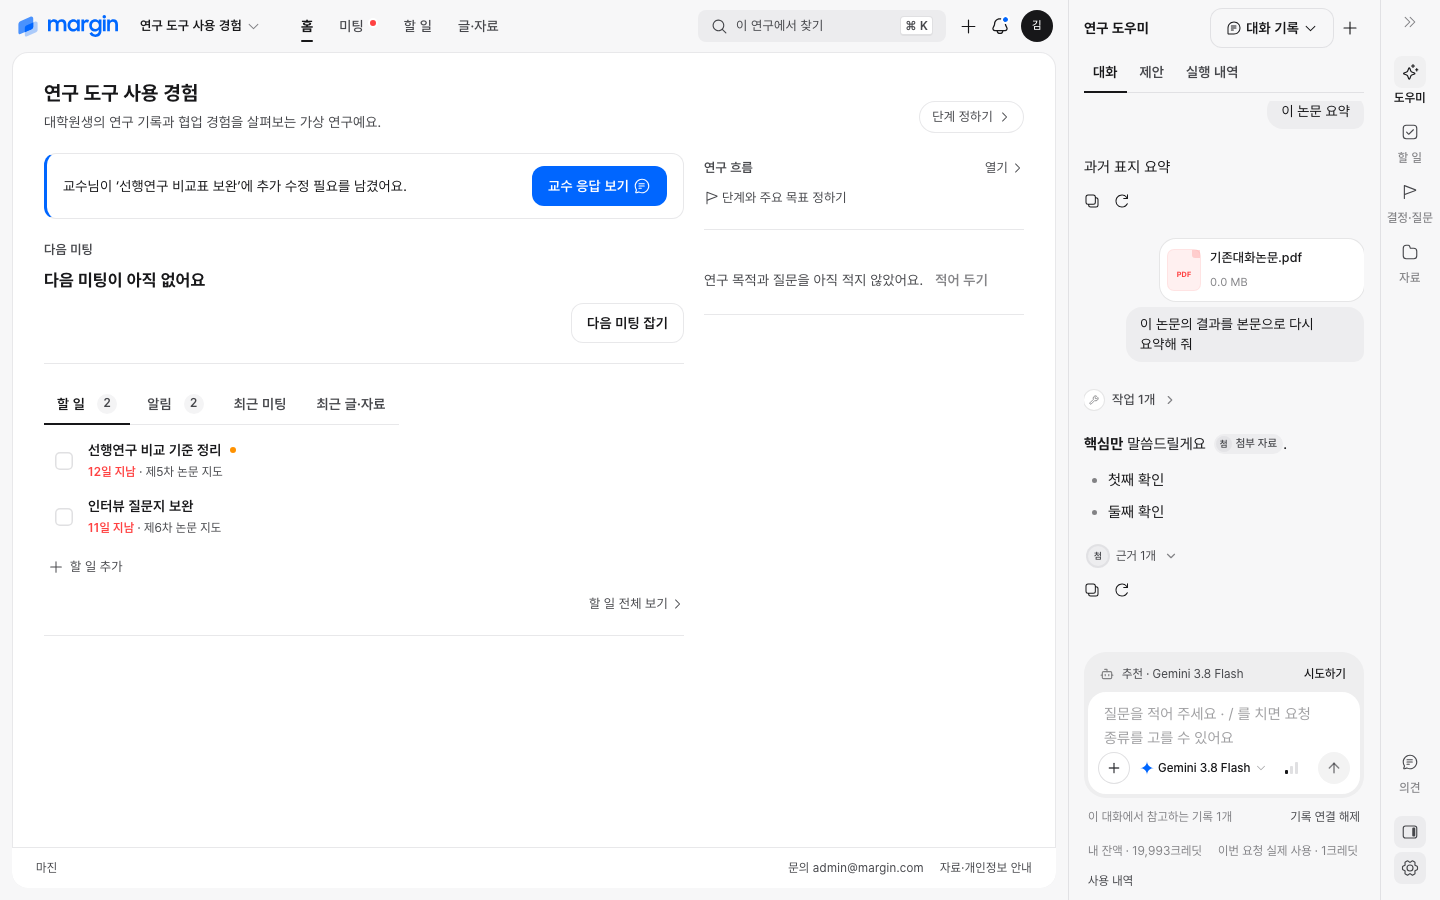 margin
연구 도구 사용 경험
홈
미팅
할 일
글·자료
이 연구에서 찾기
⌘ K
김
연구 도구 사용 경험
대학원생의 연구 기록과 협업 경험을 살펴보는 가상 연구예요.
단계 정하기
교수님이 ‘선행연구 비교표 보완’에 추가 수정 필요를 남겼어요.
교수 응답 보기
다음 미팅
다음 미팅이 아직 없어요
다음 미팅 잡기
연구 흐름
열기
단계와 주요 목표 정하기
연구 목적과 질문을 아직 적지 않았어요.
적어 두기
할 일 2
알림 2
최근 미팅
최근 글·자료
선행연구 비교 기준 정리
12일 지남 · 제5차 논문 지도
인터뷰 질문지 보완
11일 지남 · 제6차 논문 지도
할 일 추가
할 일 전체 보기
마진
문의 admin@margin.com
자료·개인정보 안내
연구 도우미
대화 기록
대화
제안
실행 내역
이 논문 요약
과거 표지 요약
PDF
기존대화논문.pdf
0.0 MB
이 논문의 결과를 본문으로 다시
요약해 줘
작업 1개
핵심만 말씀드릴게요 첨 첨부 자료 .
첫째 확인
둘째 확인
첨 근거 1개
추천 · Gemini 3.8 Flash
시도하기
질문을 적어 주세요 · / 를 치면 요청
종류를 고를 수 있어요
Gemini 3.8 Flash
이 대화에서 참고하는 기록 1개
기록 연결 해제
내 잔액 · 19,993크레딧
이번 요청 실제 사용 · 1크레딧
사용 내역
도우미
할 일
결정·질문
자료
의견